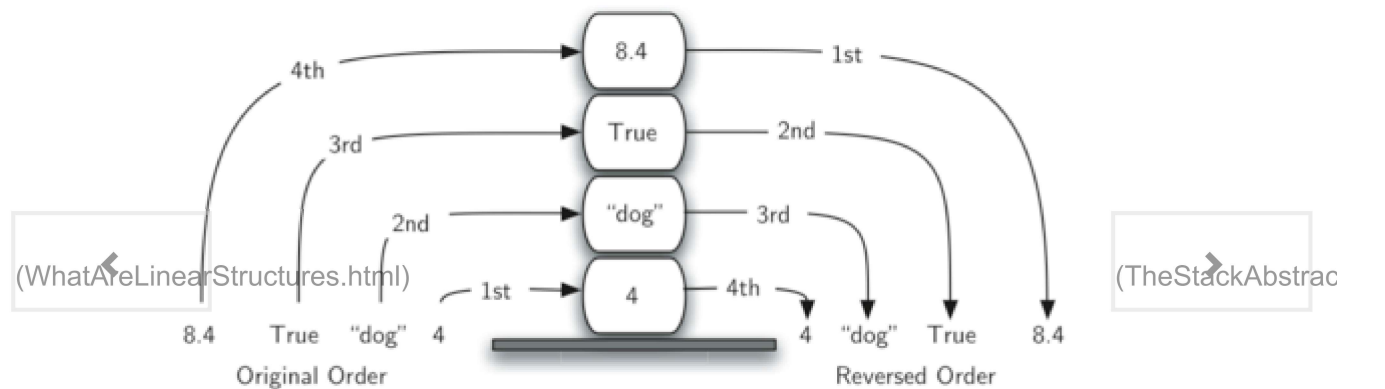 8.4
4th
1st
True
3rd
2nd
“dog”
2nd
3rd
4
1st
4th
(WhatAreLinearStructures.html)
(TheStackAbstrac
8.4 True “dog” 4
4 “dog” True 8.4
Original Order
Reversed Order